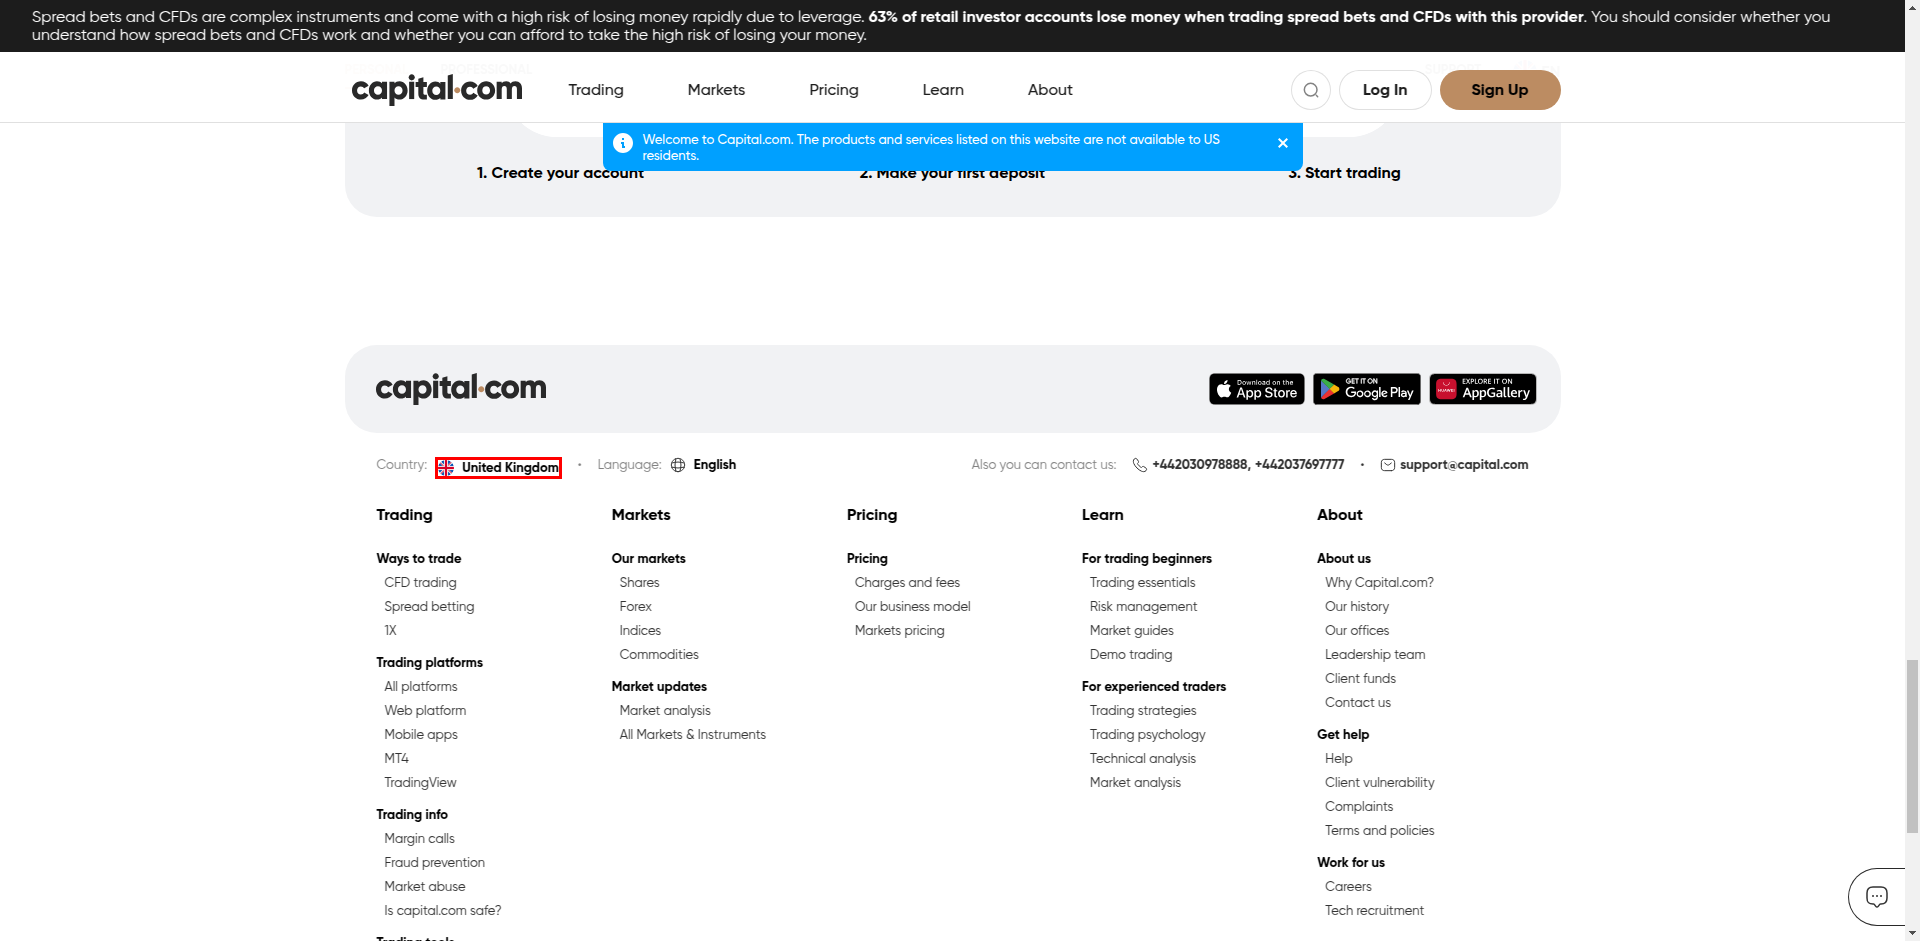 Spread bets and CFDs are complex instruments and come with a high risk of losing money rapidly due to leverage. 63% of retail investor accounts lose money when trading spread bets and CFDs with this provider. You should consider whether you
understand how spread bets and CFDs work and whether you can afford to take the high risk of losing your money.
capital.com
Trading
Markets
Pricing
Learn
About
Log In
Sign Up
Welcome to Capital.com. The products and services listed on this website are not available to US
residents.
1. Create your account
2. Make your first deposit
3. Start trading
capital.com
Download on the
App Store
GET IT ON
Google Play
HUAWEI
EXPLORE IT ON
AppGallery
Country: United Kingdom • Language: English
Also you can contact us: +442030978888, +442037697777 • support@capital.com
Trading
Ways to trade
CFD trading
Spread betting
1X
Trading platforms
All platforms
Web platform
Mobile apps
MT4
TradingView
Trading info
Margin calls
Fraud prevention
Market abuse
Is capital.com safe?
Trading tools
Markets
Our markets
Shares
Forex
Indices
Commodities
Market updates
Market analysis
All Markets & Instruments
Pricing
Pricing
Charges and fees
Our business model
Markets pricing
Learn
For trading beginners
Trading essentials
Risk management
Market guides
Demo trading
For experienced traders
Trading strategies
Trading psychology
Technical analysis
Market analysis
About
About us
Why Capital.com?
Our history
Our offices
Leadership team
Client funds
Contact us
Get help
Help
Client vulnerability
Complaints
Terms and policies
Work for us
Careers
Tech recruitment